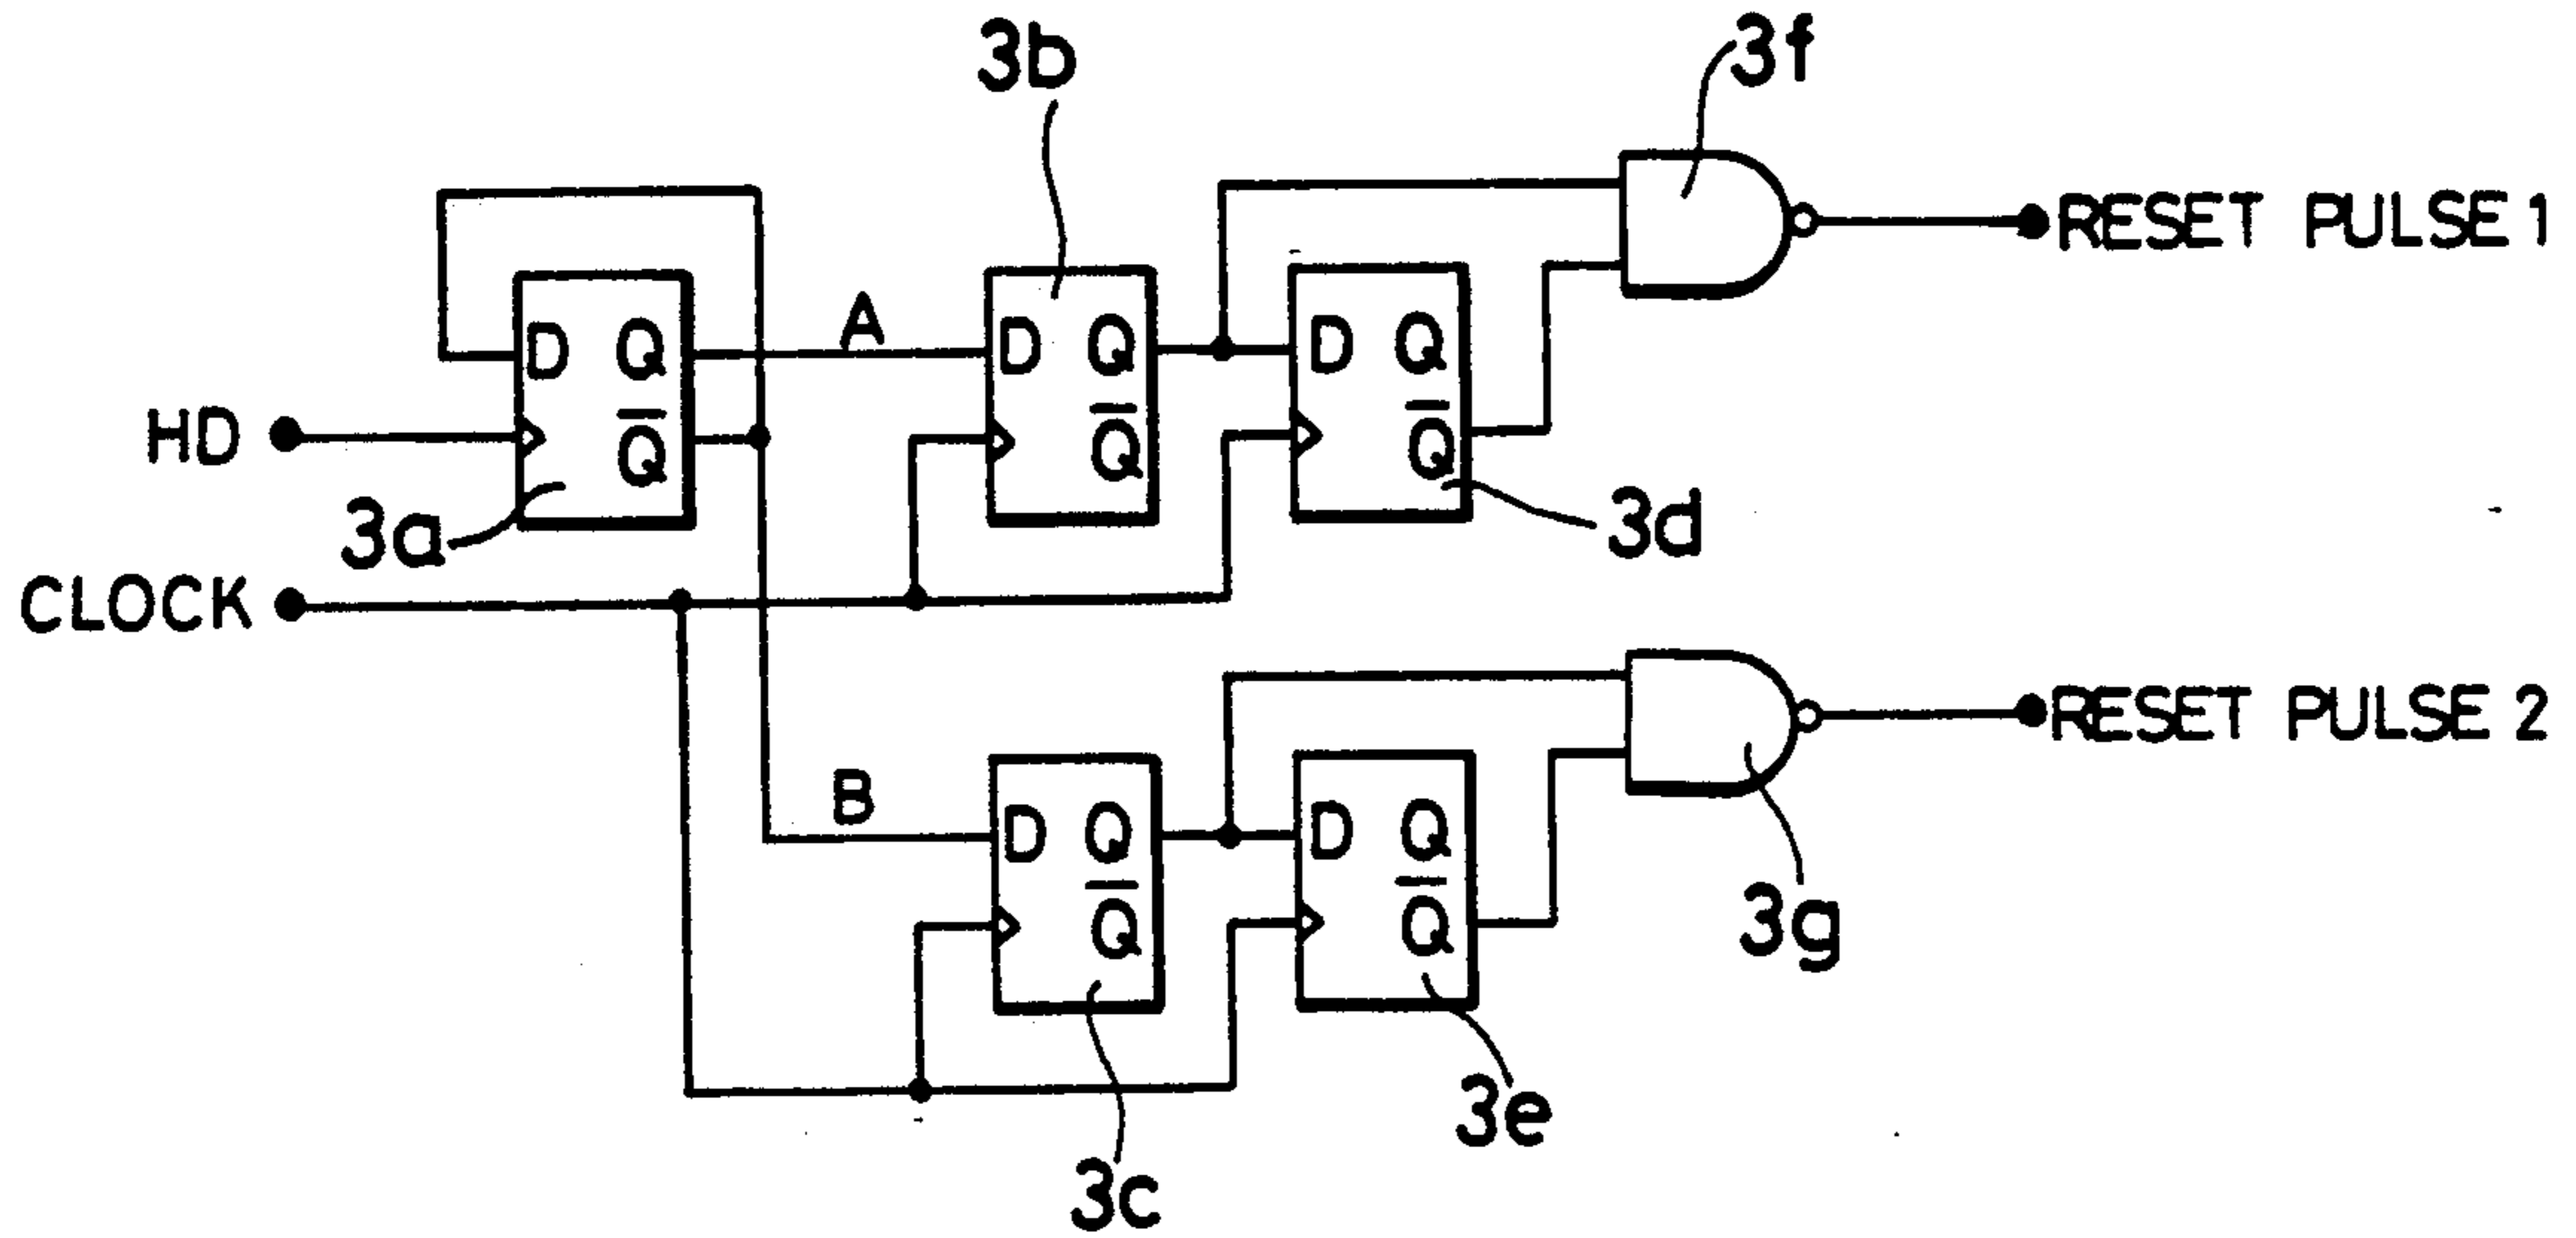 3b
3f
RESET PULSE 1
D Q
Q̅
A
D Q
Q̅
D Q
Q̅
HD
3a
3d
CLOCK
RESET PULSE 2
B
D Q
Q̅
D Q
Q̅
3g
3e
3c